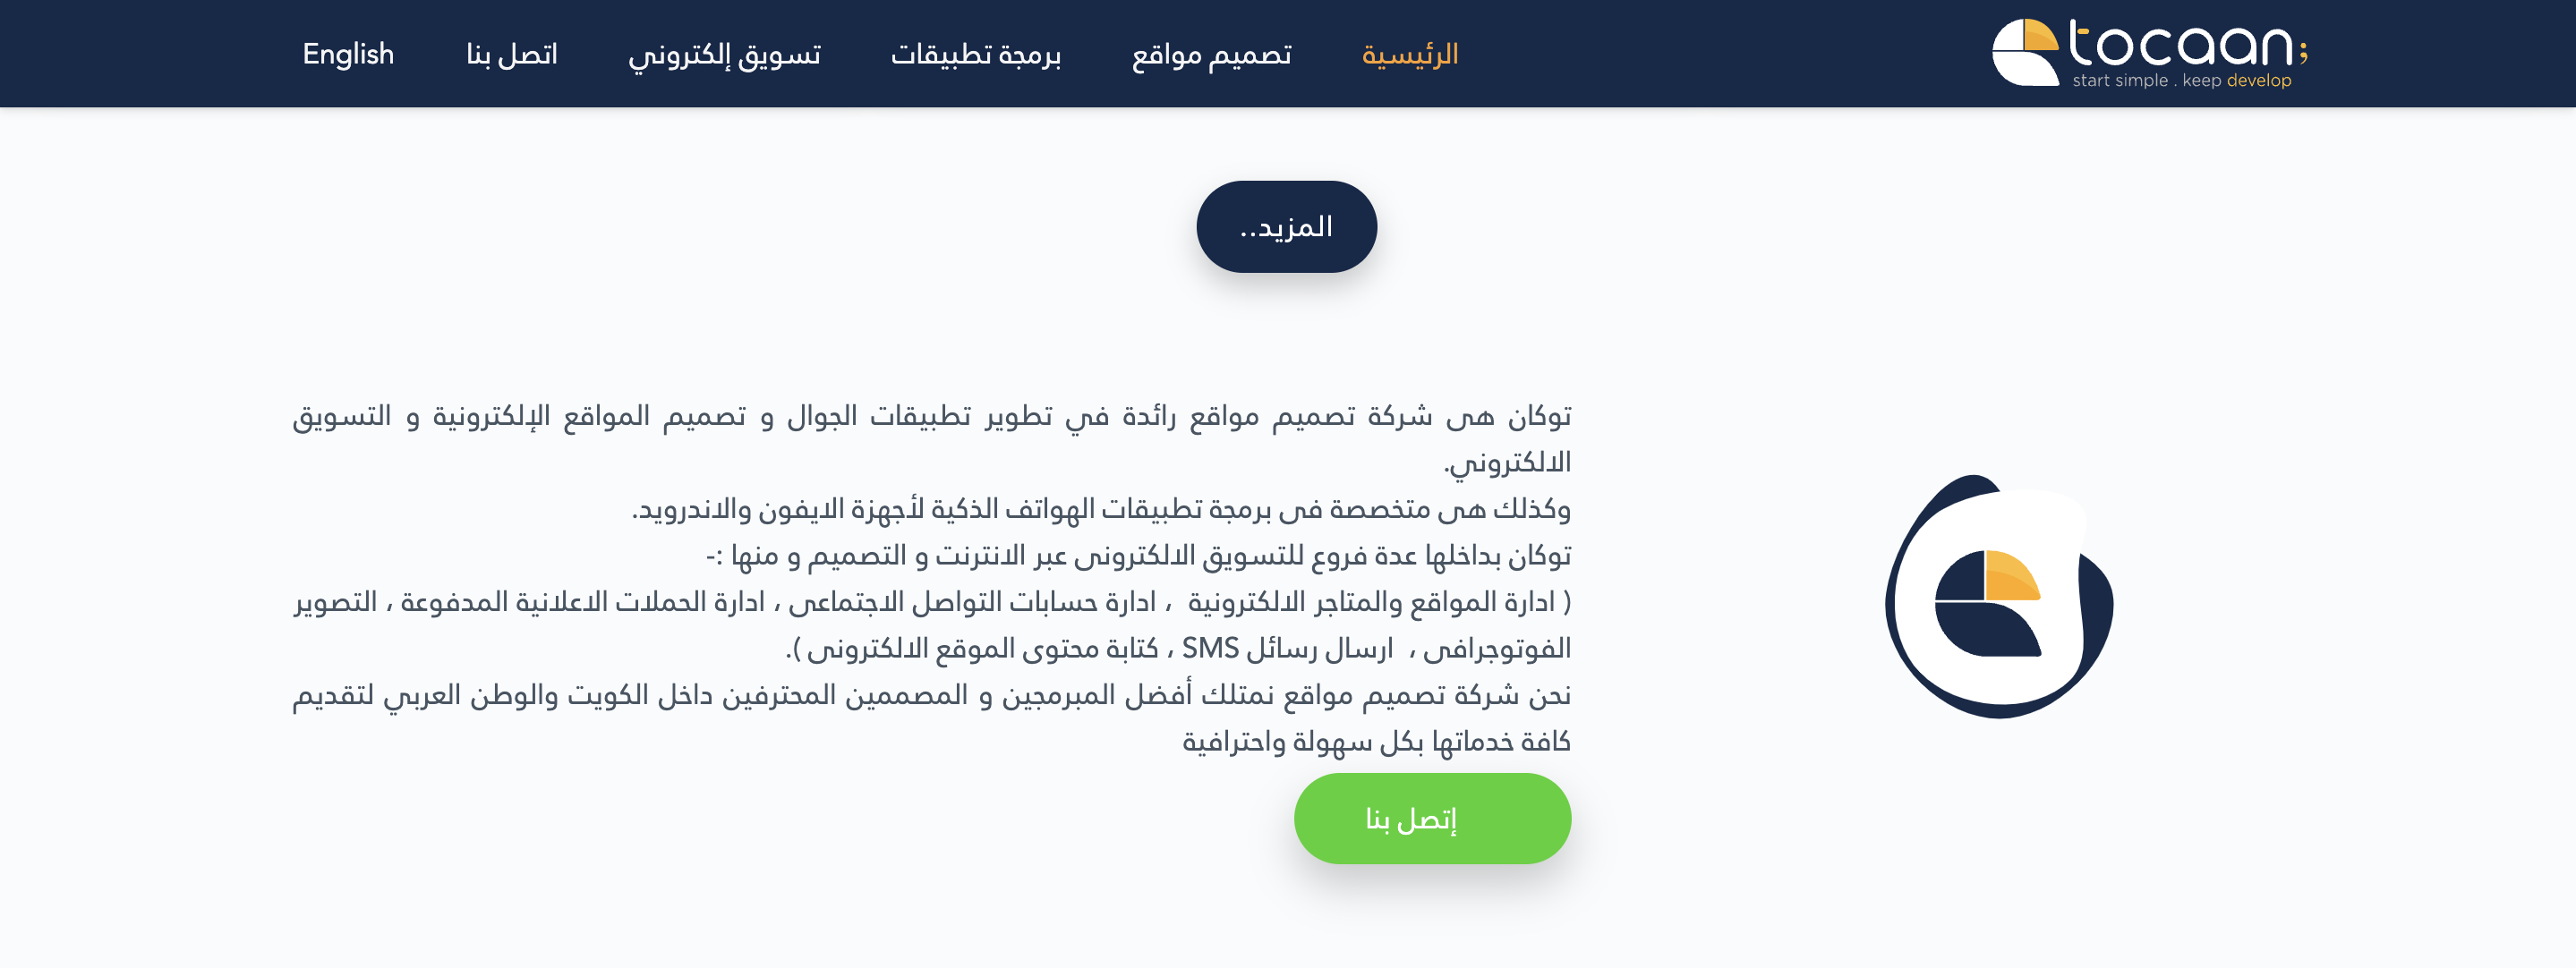 tocaan;
start simple . keep develop
الرئيسية
تصميم مواقع
برمجة تطبيقات
تسويق إلكتروني
اتصل بنا
English
المزيد..
توكان هى شركة تصميم مواقع رائدة في تطوير تطبيقات الجوال و تصميم المواقع الإلكترونية و التسويق
الالكتروني.
وكذلك هى متخصصة فى برمجة تطبيقات الهواتف الذكية لأجهزة الايفون والاندرويد.
توكان بداخلها عدة فروع للتسويق الالكترونى عبر الانترنت و التصميم و منها :-
( ادارة المواقع والمتاجر الالكترونية ، ادارة حسابات التواصل الاجتماعى ، ادارة الحملات الاعلانية المدفوعة ، التصوير
الفوتوجرافى ، ارسال رسائل SMS ، كتابة محتوى الموقع الالكترونى ).
نحن شركة تصميم مواقع نمتلك أفضل المبرمجين و المصممين المحترفين داخل الكويت والوطن العربي لتقديم
كافة خدماتها بكل سهولة واحترافية
إتصل بنا